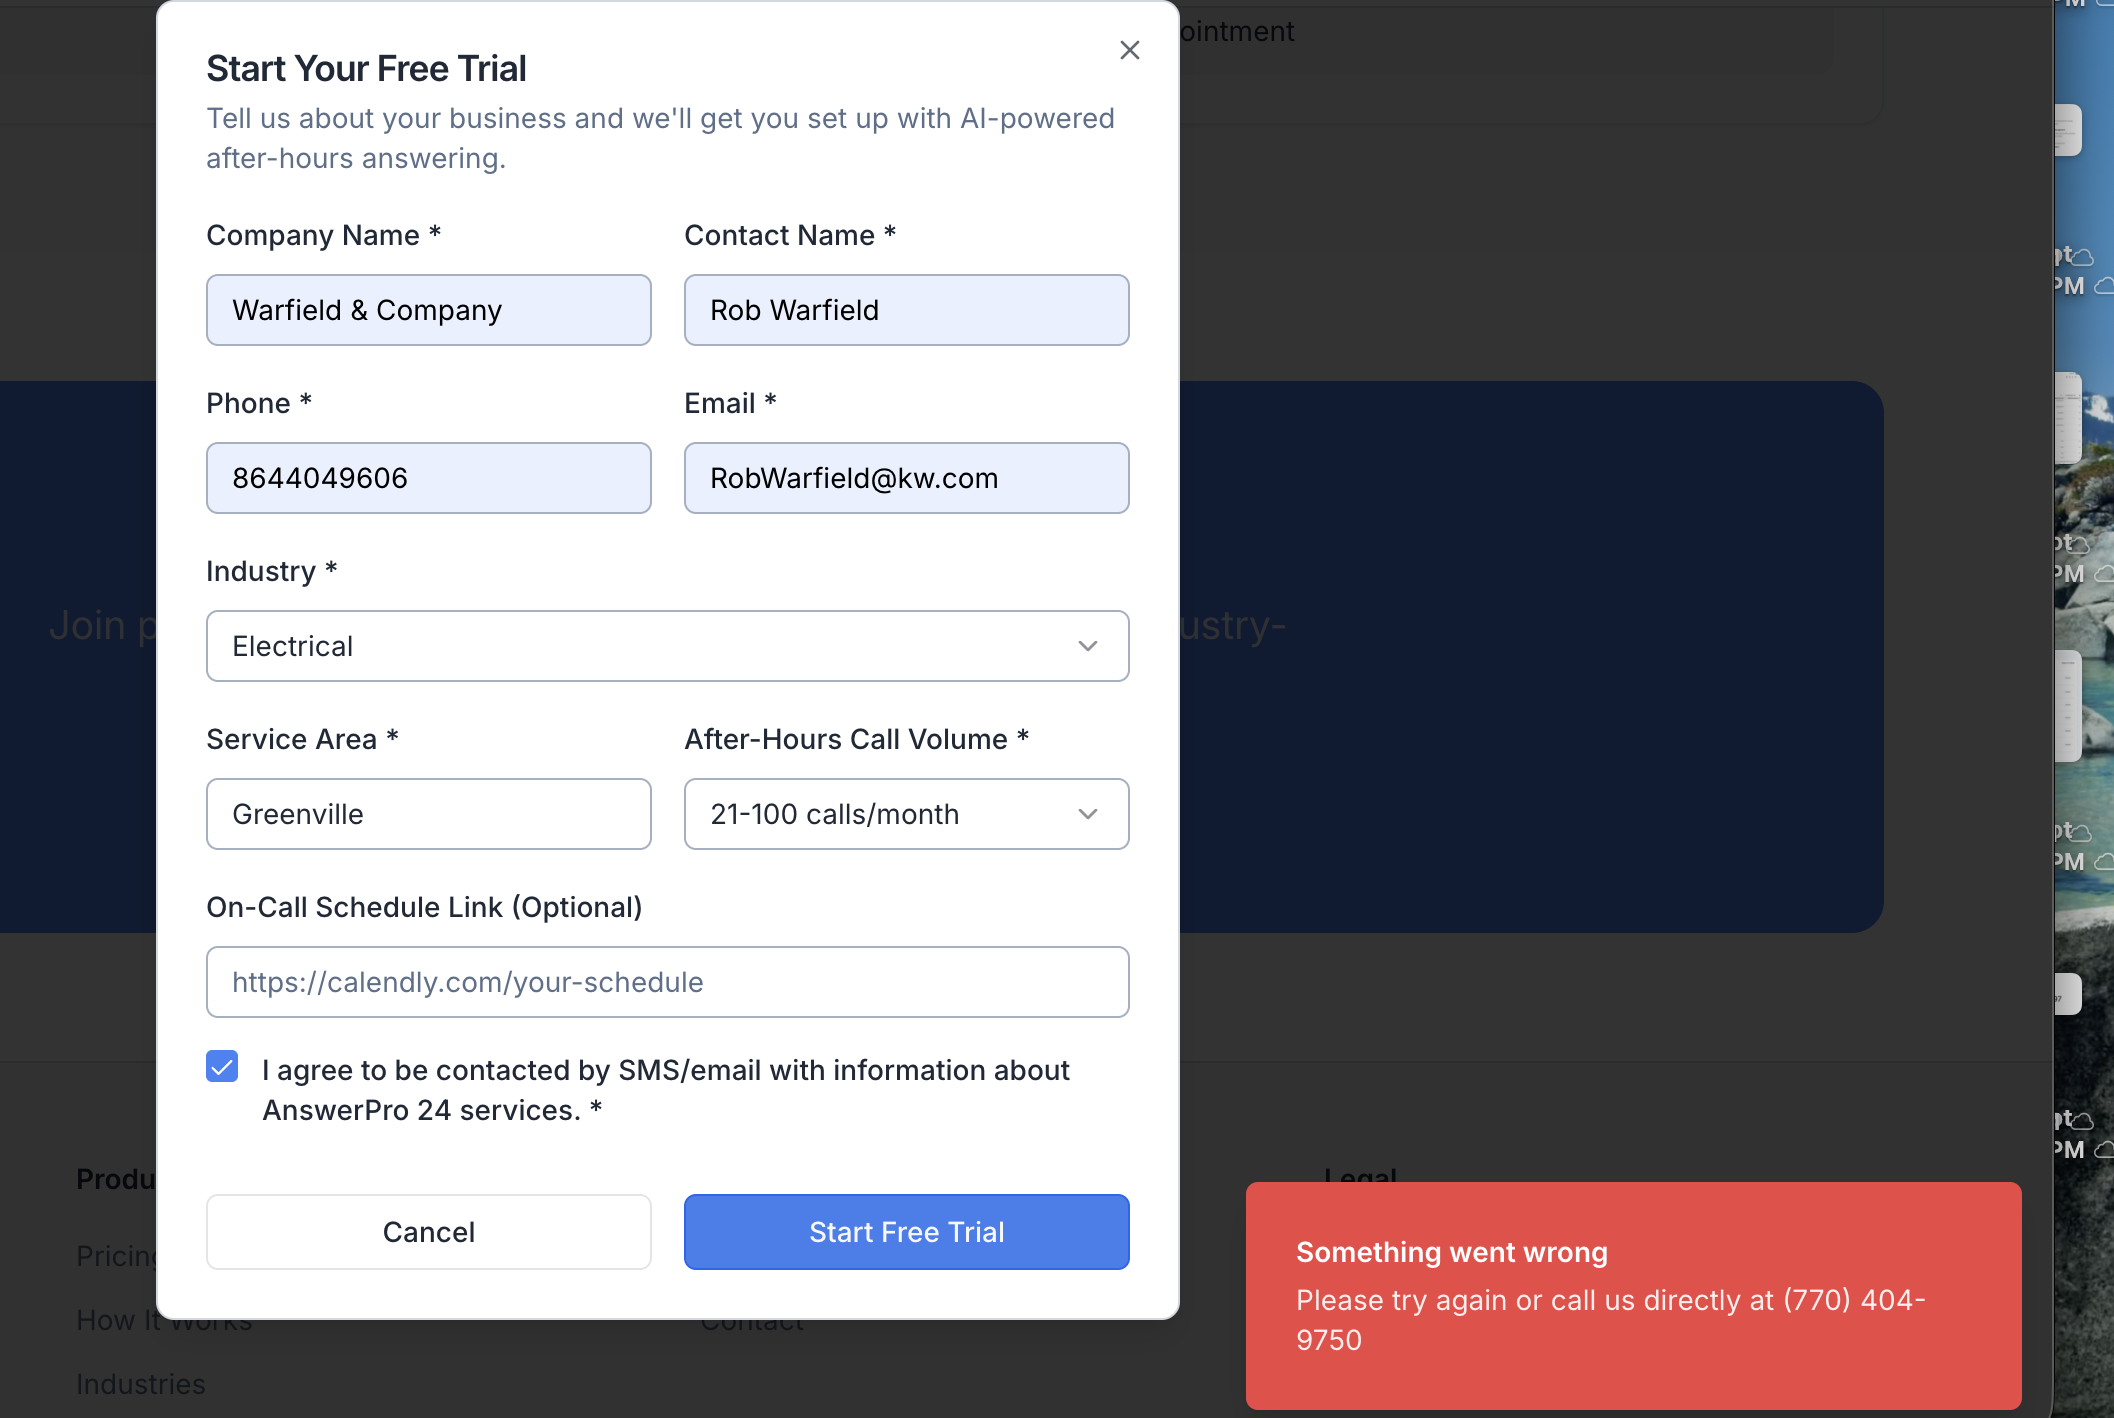 ointment
Start Your Free Trial
Tell us about your business and we'll get you set up with AI-powered
after-hours answering.
Company Name *
Contact Name *
Warfield & Company
Rob Warfield
Phone *
Email *
8644049606
RobWarfield@kw.com
Industry *
Electrical
Join p
ustry-
Service Area *
After-Hours Call Volume *
Greenville
21-100 calls/month
On-Call Schedule Link (Optional)
https://calendly.com/your-schedule
I agree to be contacted by SMS/email with information about
AnswerPro 24 services. *
Cancel
Start Free Trial
Produ
Legal
Pricing
How It Works
Contact
Industries
Something went wrong
Please try again or call us directly at (770) 404-
9750
PM
PM
PM
PM